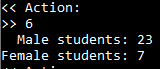 << Action:
>> 6
Male students: 23
Female students: 7